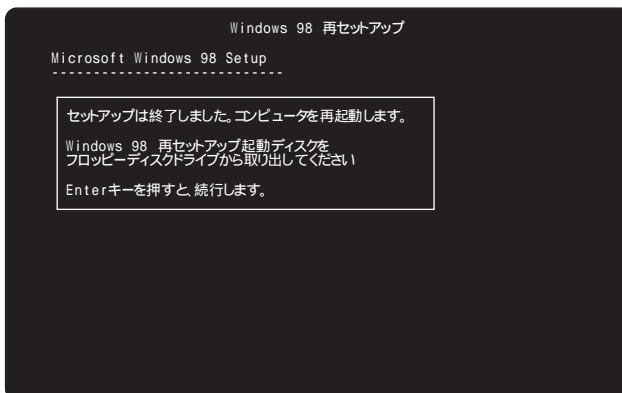 Windows 98 再セットアップ
Microsoft Windows 98 Setup
----------------------------
セットアップは終了しました。コンピュータを再起動します。
Windows 98 再セットアップ起動ディスクを
フロッピーディスクドライブから取り出してください
Enterキーを押すと、続行します。